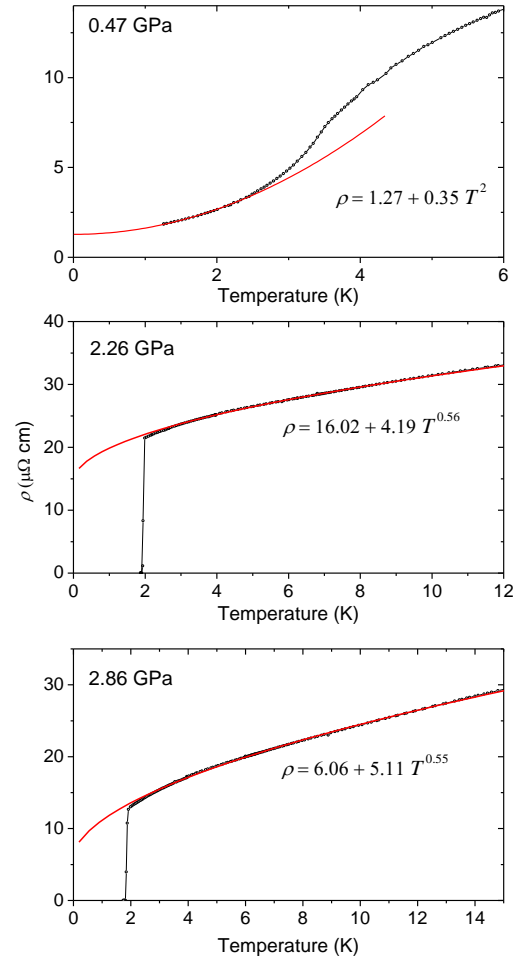 0.47 GPa
10
5
0
ρ = 1.27 + 0.35 T²
0 2 4 6
Temperature (K)
40
2.26 GPa
30
20
10
0
ρ = 16.02 + 4.19 T^0.56
ρ (μΩ cm)
0 2 4 6 8 10 12
Temperature (K)
2.86 GPa
30
20
10
0
ρ = 6.06 + 5.11 T^0.55
0 2 4 6 8 10 12 14
Temperature (K)